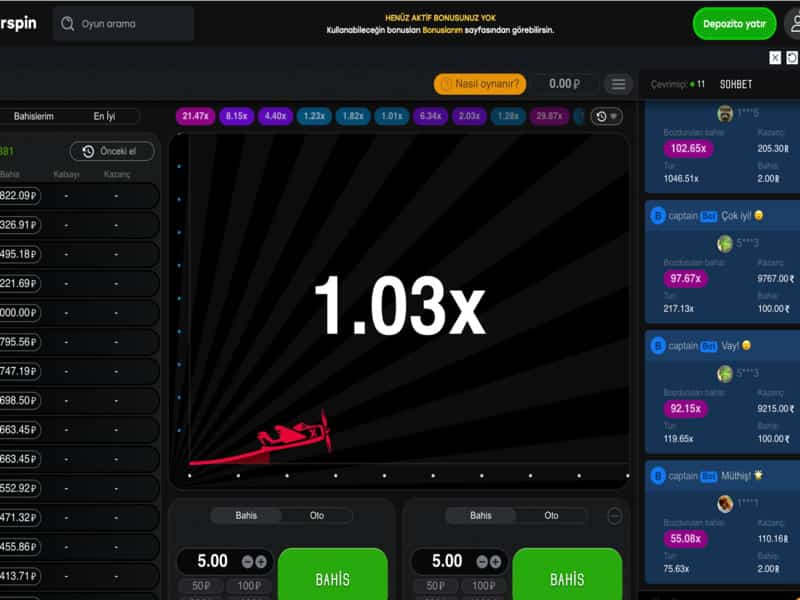 rspin
Oyun arama
HENÜZ AKTİF BONUSUNUZ YOK
Kullanabileceğin bonusları Bonuslarım sayfasından görebilirsin.
Depozito yatır
Nasıl oynanır?
0.00₽
Çevrimiçi: 11 SOHBET
Bahislerim En İyi
21.47x 8.15x 4.40x 1.23x 1.82x 1.01x 6.34x 2.03x 1.28x 29.87x
381
Önceki el
Bahis Katsayı Kazanç
822.09₽ - -
326.91₽ - -
495.18₽ - -
221.69₽ - -
000.00₽ - -
795.56₽ - -
747.19₽ - -
698.50₽ - -
663.45₽ - -
663.45₽ - -
552.92₽ - -
471.32₽ - -
455.86₽ - -
413.71₽ - -
1.03x
Bahis Oto
5.00
50₽ 100₽
BAHİS
Bahis Oto
5.00
50₽ 100₽
BAHİS
1***5
Bozdurulan bahis: Kazanç:
102.65x 205.30
Tur: Bahis:
1046.51x 2.00
B captain Bot Çok iyi!
5***3
Bozdurulan bahis: Kazanç:
97.67x 9767.00
Tur: Bahis:
217.13x 100.00
B captain Bot Vay!
5***3
Bozdurulan bahis: Kazanç:
92.15x 9215.00
Tur: Bahis:
119.65x 100.00
B captain Bot Müthiş!
1***1
Bozdurulan bahis: Kazanç:
55.08x 110.16
Tur: Bahis:
75.63x 2.00